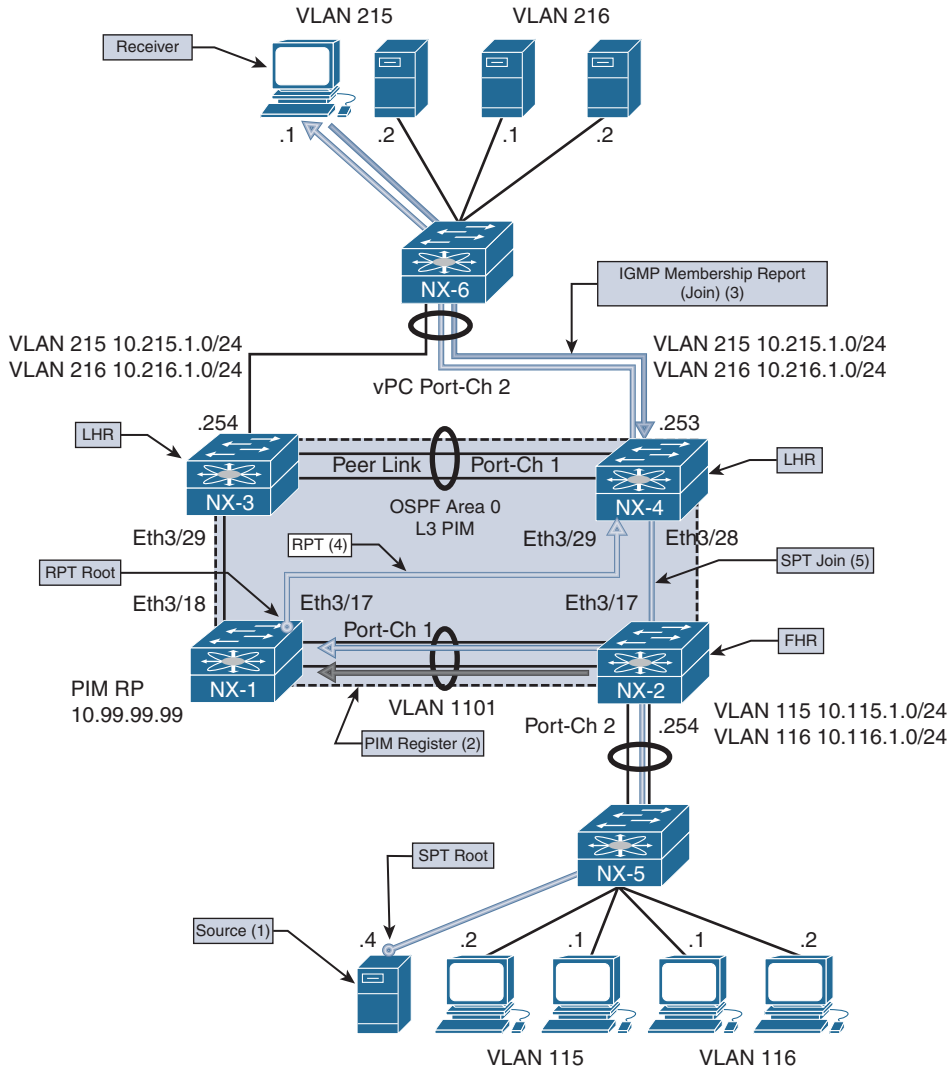 VLAN 215
VLAN 216
Receiver
.1
.2
.1
.2
NX-6
IGMP Membership Report
(Join) (3)
VLAN 215 10.215.1.0/24
VLAN 216 10.216.1.0/24
VLAN 215 10.215.1.0/24
VLAN 216 10.216.1.0/24
vPC Port-Ch 2
.254
.253
LHR
LHR
Peer Link
Port-Ch 1
NX-3
NX-4
OSPF Area 0
L3 PIM
Eth3/29
RPT (4)
Eth3/29
Eth3/28
RPT Root
SPT Join (5)
Eth3/18
Eth3/17
Eth3/17
Port-Ch 1
FHR
NX-1
NX-2
PIM RP
10.99.99.99
VLAN 1101
PIM Register (2)
Port-Ch 2
.254
VLAN 115 10.115.1.0/24
VLAN 116 10.116.1.0/24
NX-5
SPT Root
Source (1)
.4
.2
.1
.1
.2
VLAN 115
VLAN 116